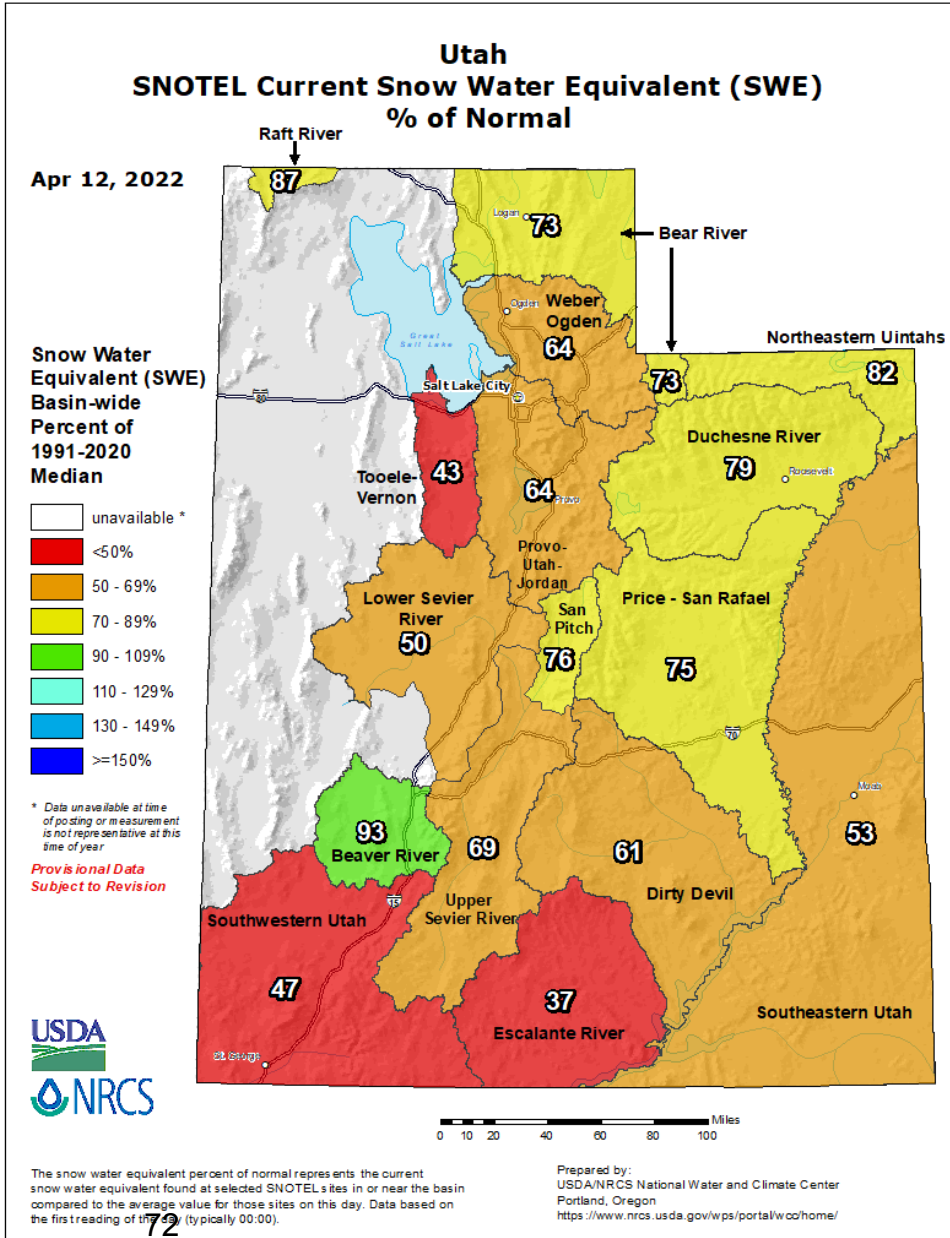 Utah
SNOTEL Current Snow Water Equivalent (SWE)
% of Normal
Raft River
Apr 12, 2022
87
Logan
73
Bear River
Weber
Ogden
Ogden
64
Northeastern Uintahs
82
73
Great
Salt Lake
Salt Lake City
80
Snow Water
Equivalent (SWE)
Basin-wide
Percent of
1991-2020
Median
unavailable *
<50%
50 - 69%
70 - 89%
90 - 109%
110 - 129%
130 - 149%
>=150%
* Data unavailable at time
of posting or measurement
is not representative at this
time of year
Provisional Data
Subject to Revision
Duchesne River
79
Roosevelt
Tooele-
Vernon
43
64
Provo
Provo-
Utah-
Jordan
Lower Sevier
River
50
San
Pitch
76
Price - San Rafael
75
70
Moab
53
93
Beaver River
69
Upper
Sevier River
61
Dirty Devil
15
Southwestern Utah
47
37
Escalante River
Southeastern Utah
St. George
USDA
NRCS
Miles
0 10 20 40 60 80 100
The snow water equivalent percent of normal represents the current
snow water equivalent found at selected SNOTEL sites in or near the basin
compared to the average value for those sites on this day. Data based on
the first reading of the day (typically 00:00).
72
Prepared by:
USDA/NRCS National Water and Climate Center
Portland, Oregon
https://www.nrcs.usda.gov/wps/portal/wcc/home/